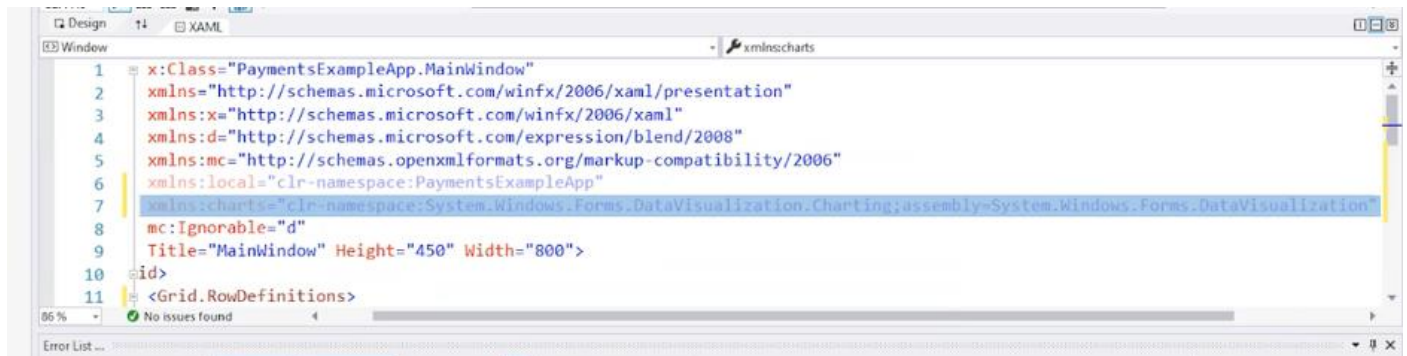 Design XAML
Window xmlns:charts
1 x:Class="PaymentsExampleApp.MainWindow"
2 xmlns="http://schemas.microsoft.com/winfx/2006/xaml/presentation"
3 xmlns:x="http://schemas.microsoft.com/winfx/2006/xaml"
4 xmlns:d="http://schemas.microsoft.com/expression/blend/2008"
5 xmlns:mc="http://schemas.openxmlformats.org/markup-compatibility/2006"
6 xmlns:local="clr-namespace:PaymentsExampleApp"
7 xmlns:charts="clr-namespace:System.Windows.Forms.DataVisualization.Charting;assembly=System.Windows.Forms.DataVisualization"
8 mc:Ignorable="d"
9 Title="MainWindow" Height="450" Width="800">
10 id>
11 <Grid.RowDefinitions>
86 % No issues found
Error List ...